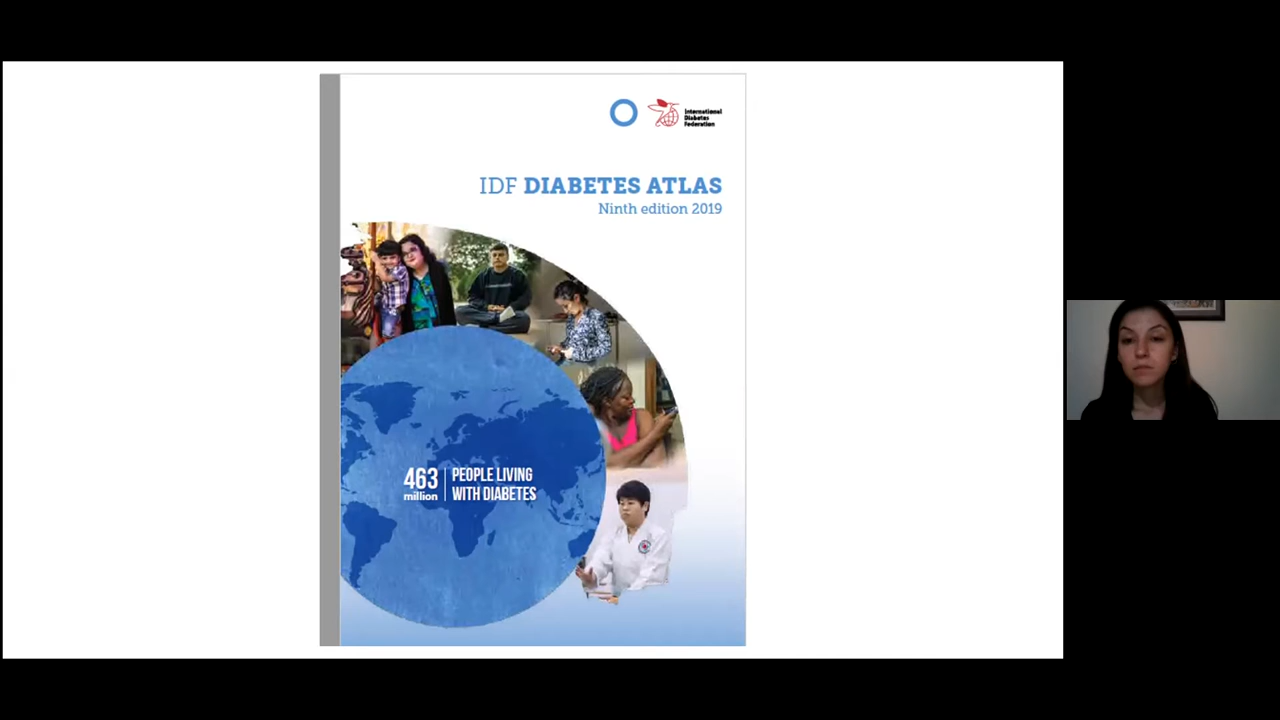 International
Diabetes
Federation
IDF DIABETES ATLAS
Ninth edition 2019
463
million
PEOPLE LIVING
WITH DIABETES